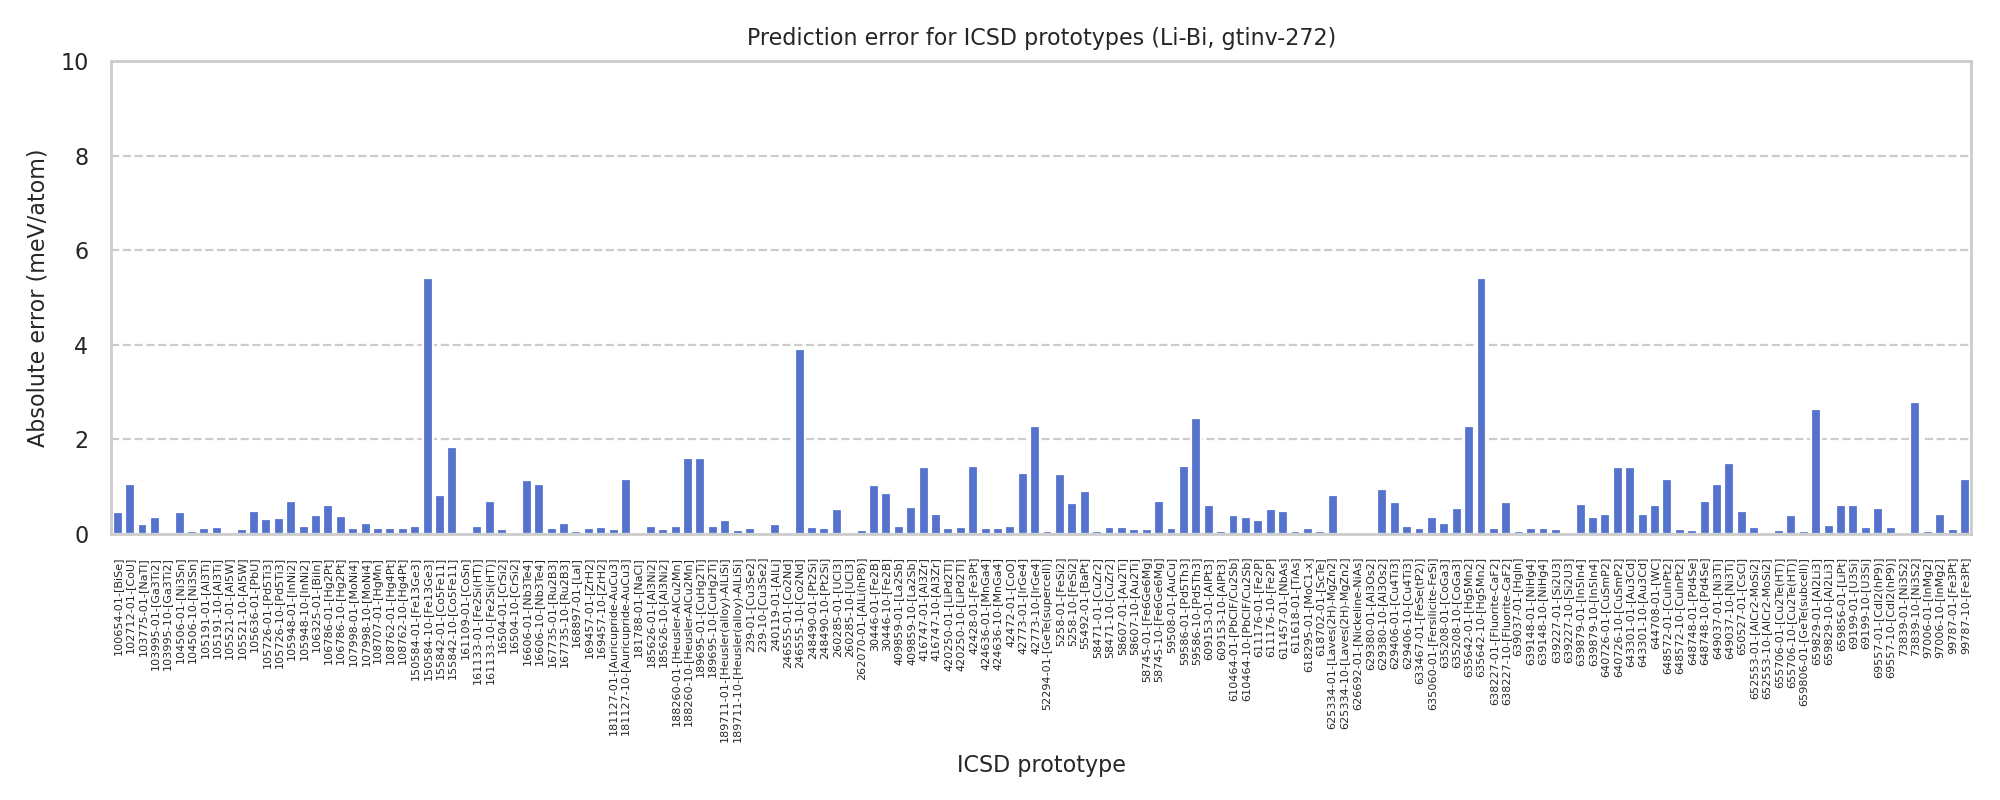 Prediction error for ICSD prototypes (Li-Bi, gtinv-272)
Absolute error (meV/atom)
10
8
6
4
2
0
100654-01-[BiSe]
102712-01-[CoU]
103775-01-[NaTl]
103995-01-[Ga3Ti2]
103995-10-[Ga3Ti2]
104506-01-[Ni3Sn]
104506-10-[Ni3Sn]
105191-01-[Al3Ti]
105191-10-[Al3Ti]
105521-01-[Al5W]
105521-10-[Al5W]
105636-01-[PbU]
105726-01-[Pd5Ti3]
105726-10-[Pd5Ti3]
105948-01-[InNi2]
105948-10-[InNi2]
106325-01-[BiIn]
106786-01-[Hg2Pt]
106786-10-[Hg2Pt]
107998-01-[MoNi4]
107998-10-[MoNi4]
108707-01-[HgMn]
108762-01-[Hg4Pt]
108762-10-[Hg4Pt]
150584-01-[Fe13Ge3]
150584-10-[Fe13Ge3]
155842-01-[Co5Fe11]
155842-10-[Co5Fe11]
161109-01-[CoSn]
161133-01-[Fe2Si(HT)]
161133-10-[Fe2Si(HT)]
16504-01-[CrSi2]
16504-10-[CrSi2]
16606-01-[Nb3Te4]
16606-10-[Nb3Te4]
167735-01-[Ru2B3]
167735-10-[Ru2B3]
168897-01-[LaI]
169457-01-[ZrH2]
169457-10-[ZrH2]
181127-01-[Auricupride-AuCu3]
181127-10-[Auricupride-AuCu3]
181788-01-[NaCl]
185626-01-[Al3Ni2]
185626-10-[Al3Ni2]
188260-01-[Heusler-AlCu2Mn]
188260-10-[Heusler-AlCu2Mn]
189695-01-[CuHg2Ti]
189695-10-[CuHg2Ti]
189711-01-[Heusler(alloy)-AlLiSi]
189711-10-[Heusler(alloy)-AlLiSi]
239-01-[Cu3Se2]
239-10-[Cu3Se2]
240119-01-[AlLi]
246555-01-[Co2Nd]
246555-10-[Co2Nd]
248490-01-[Pt2Si]
248490-10-[Pt2Si]
260285-01-[UCl3]
260285-10-[UCl3]
262070-01-[AlLi(hP8)]
30446-01-[Fe2B]
30446-10-[Fe2B]
409859-01-[La2Sb]
409859-10-[La2Sb]
416747-01-[Al3Zr]
416747-10-[Al3Zr]
420250-01-[LiPd2Tl]
420250-10-[LiPd2Tl]
42428-01-[Fe3Pt]
424636-01-[MnGa4]
424636-10-[MnGa4]
42472-01-[CoO]
42773-01-[IrGe4]
42773-10-[IrGe4]
52294-01-[GeTe(supercell)]
5258-01-[FeSi2]
5258-10-[FeSi2]
55492-01-[BaPt]
58471-01-[CuZr2]
58471-10-[CuZr2]
58607-01-[Au2Ti]
58607-10-[Au2Ti]
58745-01-[Fe6Ge6Mg]
58745-10-[Fe6Ge6Mg]
59508-01-[AuCu]
59586-01-[Pd5Th3]
59586-10-[Pd5Th3]
609153-01-[AlPt3]
609153-10-[AlPt3]
610464-01-[PbClF/Cu2Sb]
610464-10-[PbClF/Cu2Sb]
611176-01-[Fe2P]
611176-10-[Fe2P]
611457-01-[NbAs]
611618-01-[TiAs]
618295-01-[MoC1-x]
618702-01-[ScTe]
625334-01-[Laves(2H)-MgZn2]
625334-10-[Laves(2H)-MgZn2]
626692-01-[Nickeline-NiAs]
629380-01-[Al3Os2]
629380-10-[Al3Os2]
629406-01-[Cu4Ti3]
629406-10-[Cu4Ti3]
633467-01-[FeSe(tP2)]
635060-01-[Fersilicite-FeSi]
635208-01-[CoGa3]
635208-10-[CoGa3]
635642-01-[Hg5Mn2]
635642-10-[Hg5Mn2]
638227-01-[Fluorite-CaF2]
638227-10-[Fluorite-CaF2]
639037-01-[HgIn]
639148-01-[NiHg4]
639148-10-[NiHg4]
639227-01-[Si2U3]
639227-10-[Si2U3]
639879-01-[In5In4]
639879-10-[In5In4]
640726-01-[CuSmP2]
640726-10-[CuSmP2]
643301-01-[Au3Cd]
643301-10-[Au3Cd]
644708-01-[WC]
648572-01-[CuInPt2]
648572-10-[CuInPt2]
648748-01-[Pd4Se]
648748-10-[Pd4Se]
649037-01-[Ni3Ti]
649037-10-[Ni3Ti]
650527-01-[CsCl]
652553-01-[AlCr2-MoSi2]
652553-10-[AlCr2-MoSi2]
655706-01-[Cu2Te(HT)]
655706-10-[Cu2Te(HT)]
659806-01-[GeTe(subcell)]
659829-01-[Al2Li3]
659829-10-[Al2Li3]
659856-01-[LiPt]
69199-01-[U3Si]
69199-10-[U3Si]
69557-01-[CdI2(hP9)]
69557-10-[CdI2(hP9)]
73839-01-[Ni3S2]
73839-10-[Ni3S2]
97006-01-[InMg2]
97006-10-[InMg2]
99787-01-[Fe3Pt]
99787-10-[Fe3Pt]
ICSD prototype